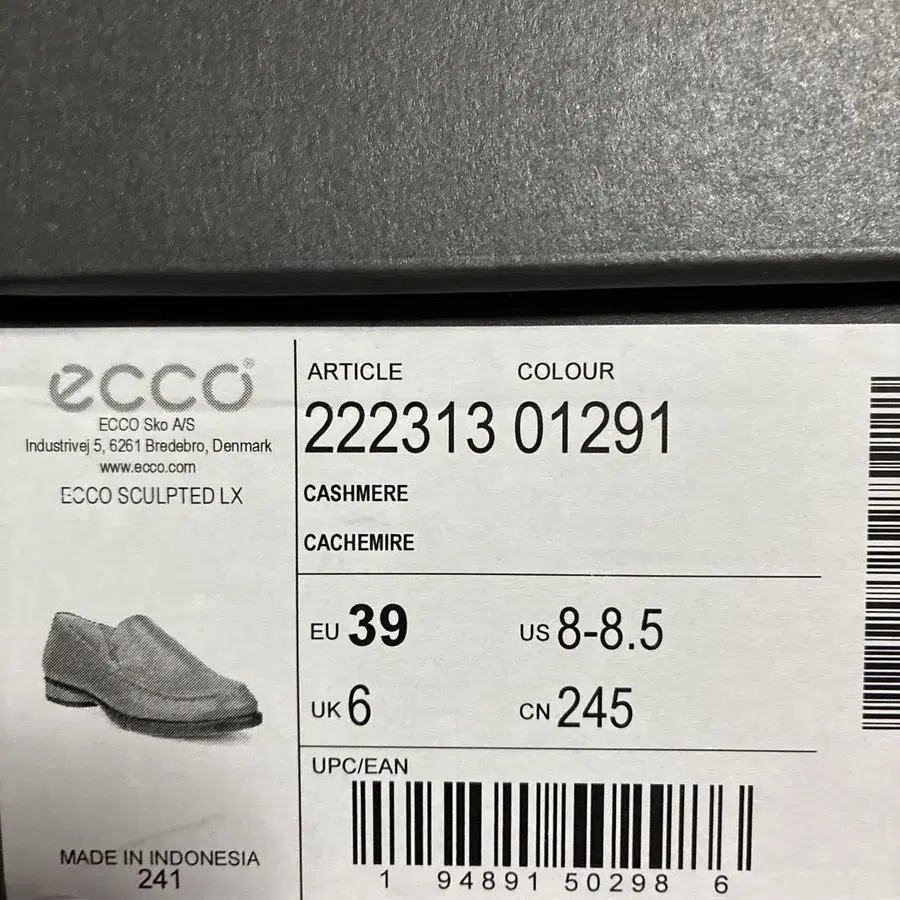 ecco®
ECCO Sko A/S
Industrivej 5, 6261 Bredebro, Denmark
www.ecco.com
ECCO SCULPTED LX
MADE IN INDONESIA
241
ARTICLE COLOUR
222313 01291
CASHMERE
CACHEMIRE
EU 39 US 8-8.5
UK 6 CN 245
UPC/EAN
1 94891 50298 6